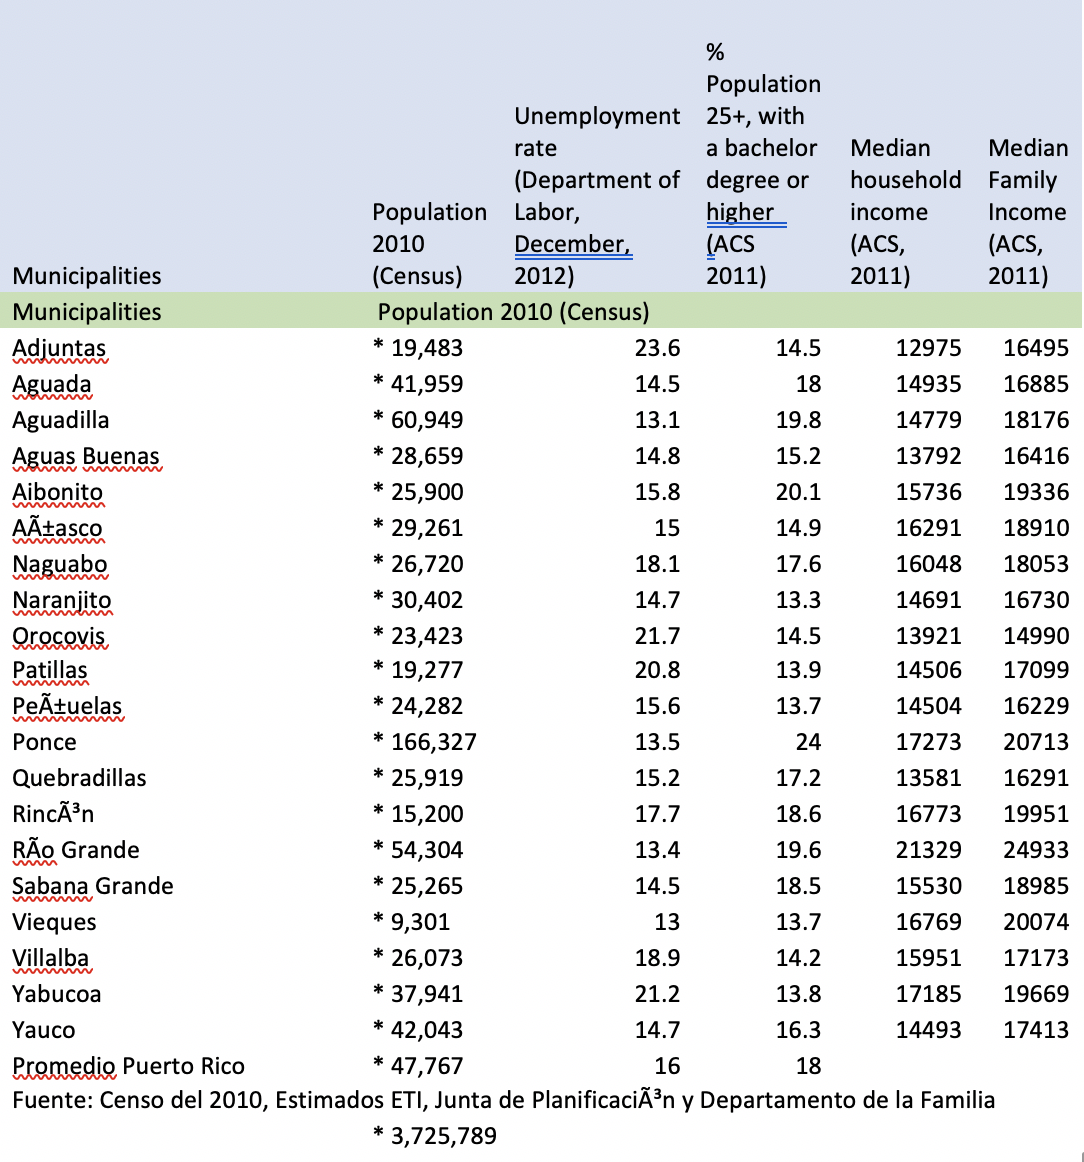 Municipalities Population 2010 (Census) Unemployment rate (Department of Labor, December, 2012) % Population 25+, with a bachelor degree or higher (ACS 2011) Median household income (ACS, 2011) Median Family Income (ACS, 2011)
Municipalities Population 2010 (Census)
Adjuntas * 19,483 23.6 14.5 12975 16495
Aguada * 41,959 14.5 18 14935 16885
Aguadilla * 60,949 13.1 19.8 14779 18176
Aguas Buenas * 28,659 14.8 15.2 13792 16416
Aibonito * 25,900 15.8 20.1 15736 19336
AÃ±asco * 29,261 15 14.9 16291 18910
Naguabo * 26,720 18.1 17.6 16048 18053
Naranjito * 30,402 14.7 13.3 14691 16730
Orocovis * 23,423 21.7 14.5 13921 14990
Patillas * 19,277 20.8 13.9 14506 17099
PeÃ±uelas * 24,282 15.6 13.7 14504 16229
Ponce * 166,327 13.5 24 17273 20713
Quebradillas * 25,919 15.2 17.2 13581 16291
RincÃ³n * 15,200 17.7 18.6 16773 19951
RÃo Grande * 54,304 13.4 19.6 21329 24933
Sabana Grande * 25,265 14.5 18.5 15530 18985
Vieques * 9,301 13 13.7 16769 20074
Villalba * 26,073 18.9 14.2 15951 17173
Yabucoa * 37,941 21.2 13.8 17185 19669
Yauco * 42,043 14.7 16.3 14493 17413
Promedio Puerto Rico * 47,767 16 18
Fuente: Censo del 2010, Estimados ETI, Junta de PlanificaciÃ³n y Departamento de la Familia
* 3,725,789